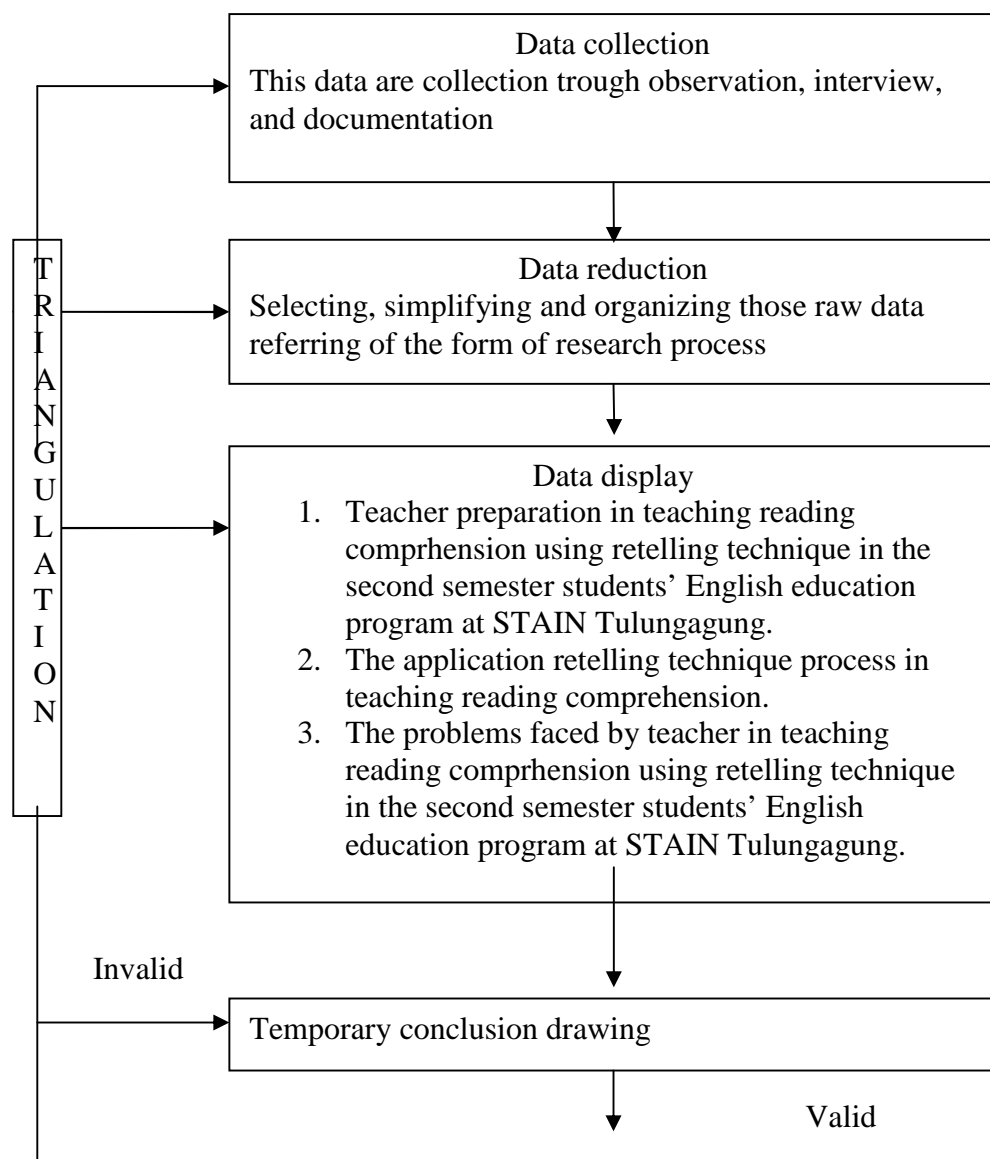 Data collection
This data are collection trough observation, interview,
and documentation
TRIANGULATION
Data reduction
Selecting, simplifying and organizing those raw data
referring of the form of research process
Data display
1. Teacher preparation in teaching reading
comprhension using retelling technique in the
second semester students’ English education
program at STAIN Tulungagung.
2. The application retelling technique process in
teaching reading comprehension.
3. The problems faced by teacher in teaching
reading comprhension using retelling technique
in the second semester students’ English
education program at STAIN Tulungagung.
Invalid
Temporary conclusion drawing
Valid